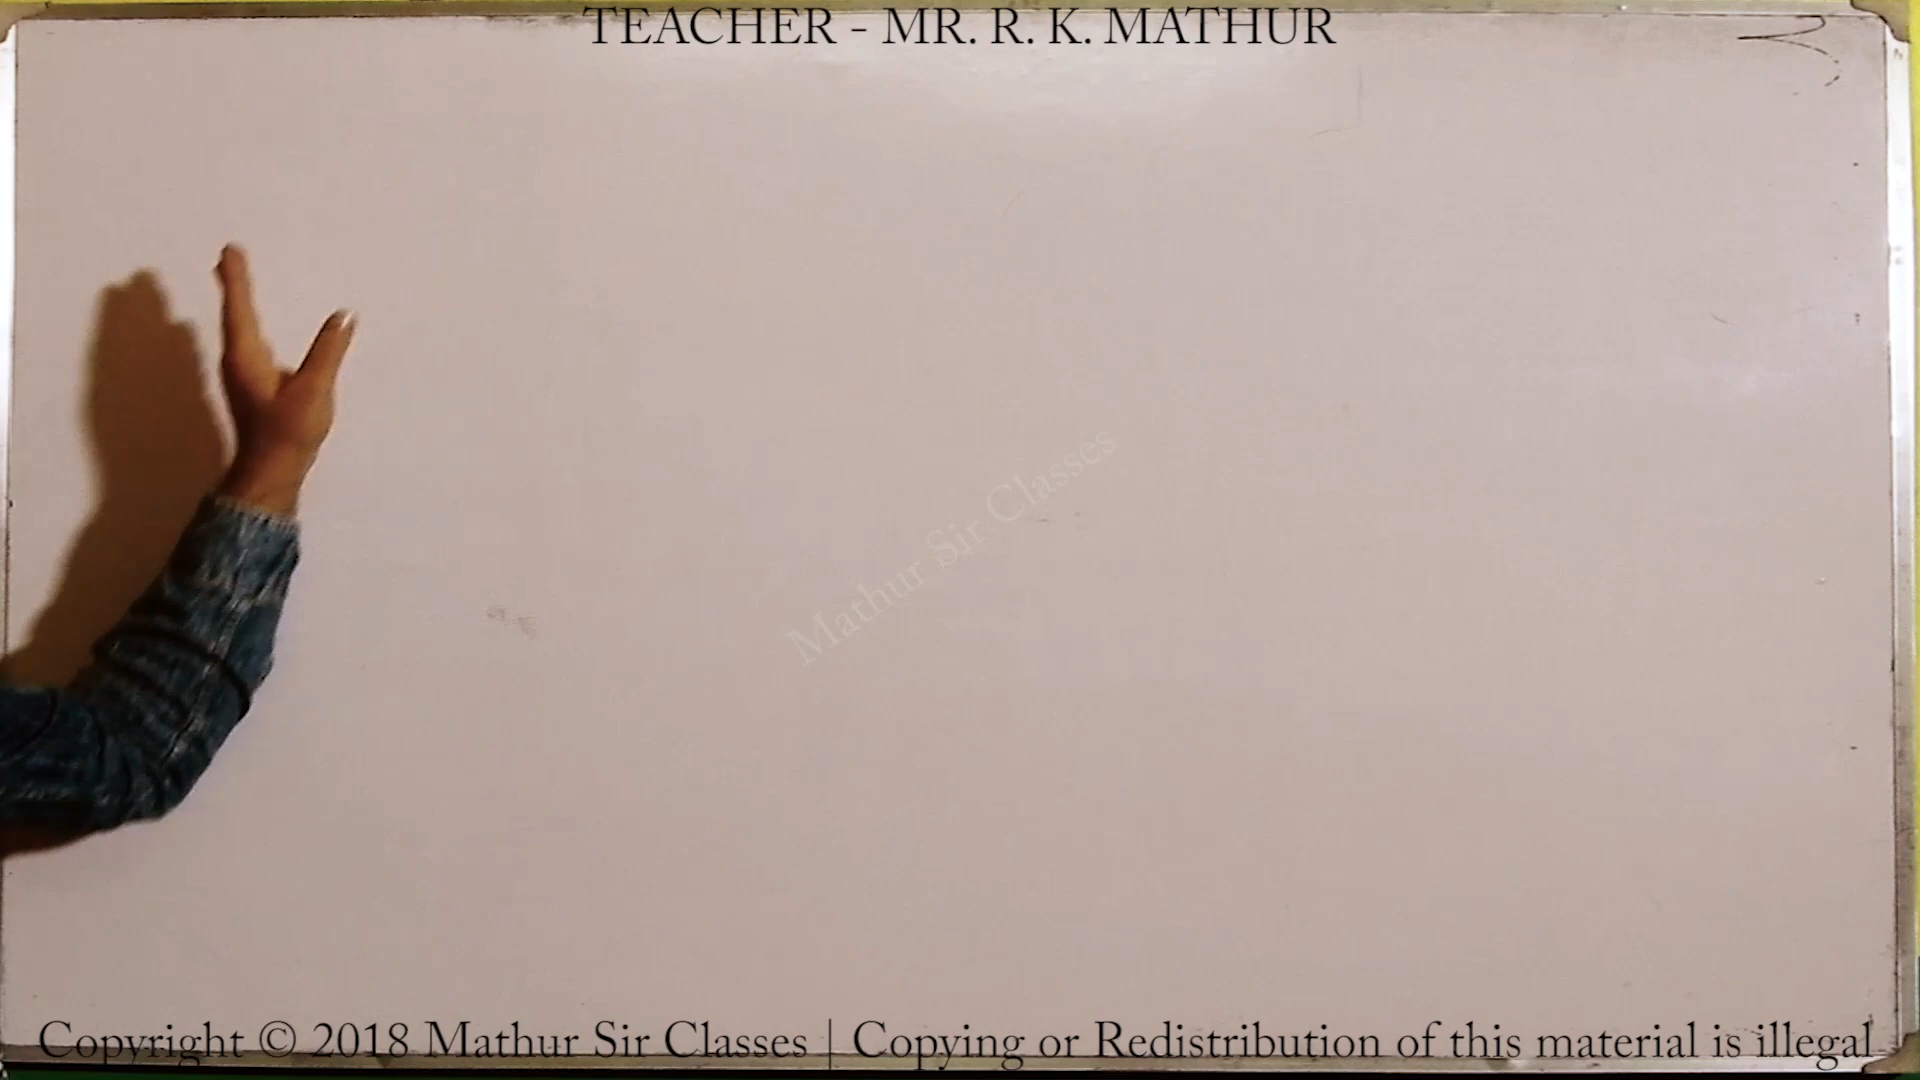 TEACHER - MR. R. K. MATHUR
Mathur Sir Classes
Copyright © 2018 Mathur Sir Classes | Copying or Redistribution of this material is illegal